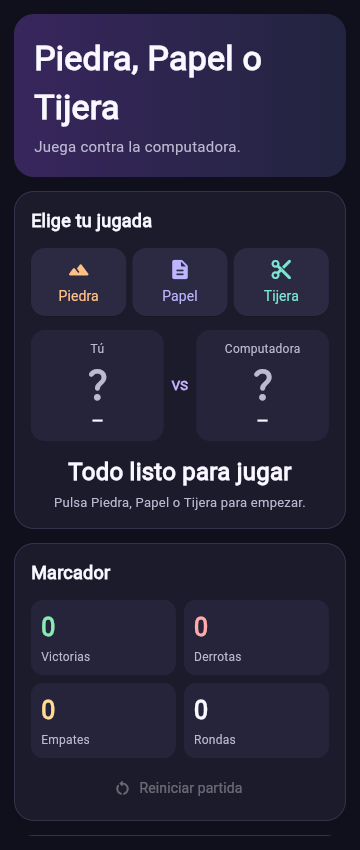 Piedra, Papel o
Tijera
Juega contra la computadora.
Elige tu jugada
Piedra
Papel
Tijera
Tú
Computadora
?
vs
?
–
–
Todo listo para jugar
Pulsa Piedra, Papel o Tijera para empezar.
Marcador
0
0
Victorias
Derrotas
0
0
Empates
Rondas
Reiniciar partida